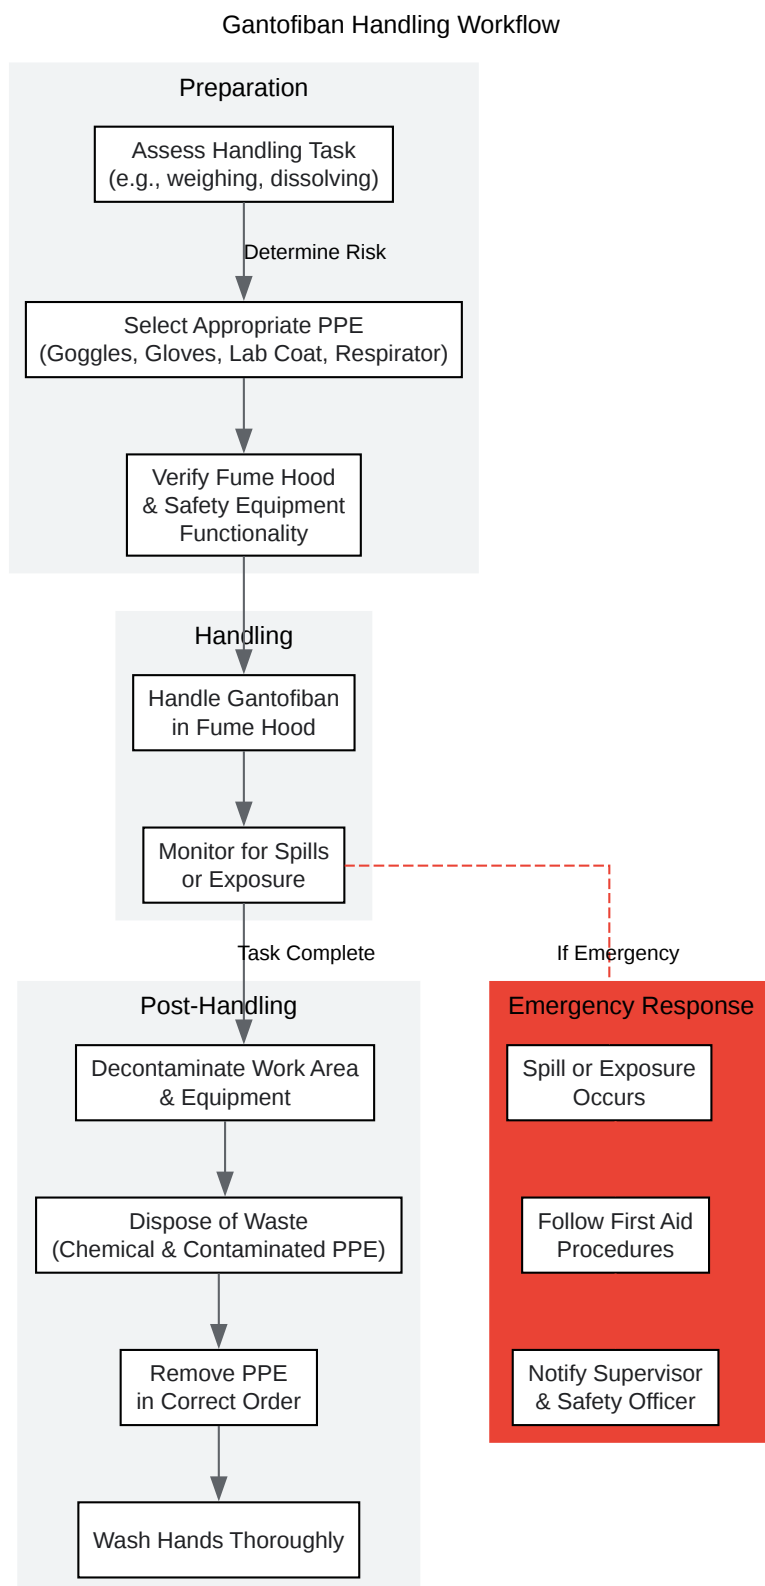 Gantofiban Handling Workflow
Preparation
Assess Handling Task
(e.g., weighing, dissolving)
Determine Risk
Select Appropriate PPE
(Goggles, Gloves, Lab Coat, Respirator)
Verify Fume Hood
& Safety Equipment
Functionality
Handling
Handle Gantofiban
in Fume Hood
Monitor for Spills
or Exposure
Task Complete
If Emergency
Post-Handling
Decontaminate Work Area
& Equipment
Dispose of Waste
(Chemical & Contaminated PPE)
Remove PPE
in Correct Order
Wash Hands Thoroughly
Emergency Response
Spill or Exposure
Occurs
Follow First Aid
Procedures
Notify Supervisor
& Safety Officer